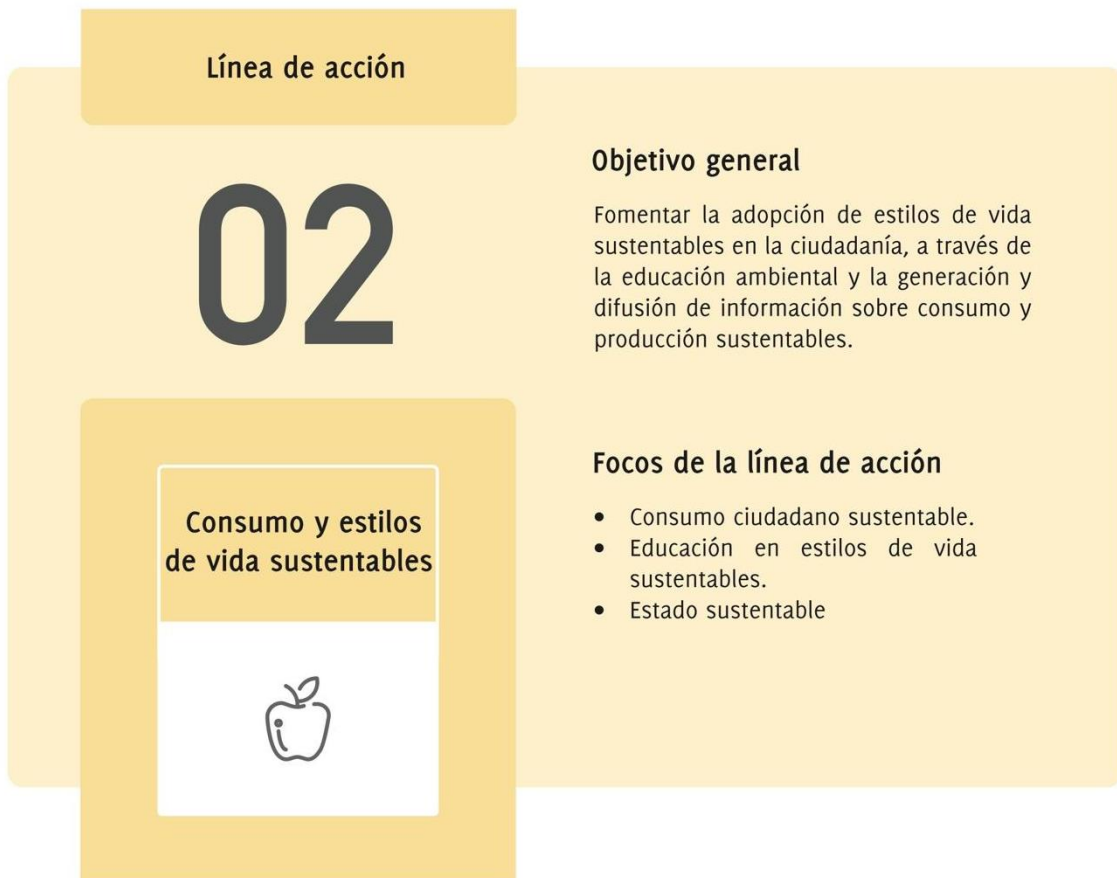 Línea de acción
02
Consumo y estilos
de vida sustentables
Objetivo general
Fomentar la adopción de estilos de vida
sustentables en la ciudadanía, a través de
la educación ambiental y la generación y
difusión de información sobre consumo y
producción sustentables.
Focos de la línea de acción
• Consumo ciudadano sustentable.
• Educación en estilos de vida
sustentables.
• Estado sustentable